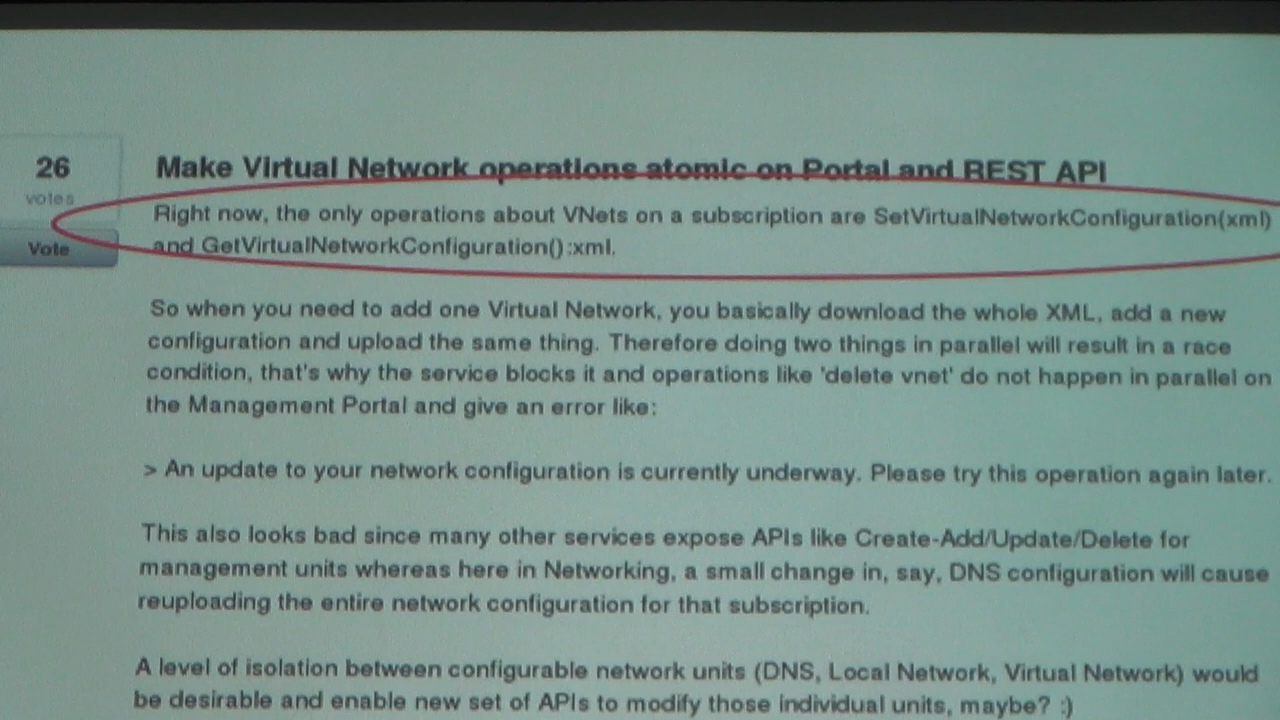 26
votes
Vote
Make Virtual Network operations atomic on Portal and REST API
Right now, the only operations about VNets on a subscription are SetVirtualNetworkConfiguration(xml)
and GetVirtualNetworkConfiguration():xml.
So when you need to add one Virtual Network, you basically download the whole XML, add a new
configuration and upload the same thing. Therefore doing two things in parallel will result in a race
condition, that's why the service blocks it and operations like 'delete vnet' do not happen in parallel on
the Management Portal and give an error like:
> An update to your network configuration is currently underway. Please try this operation again later.
This also looks bad since many other services expose APIs like Create-Add/Update/Delete for
management units whereas here in Networking, a small change in, say, DNS configuration will cause
reuploading the entire network configuration for that subscription.
A level of isolation between configurable network units (DNS, Local Network, Virtual Network) would
be desirable and enable new set of APIs to modify those individual units, maybe? :)